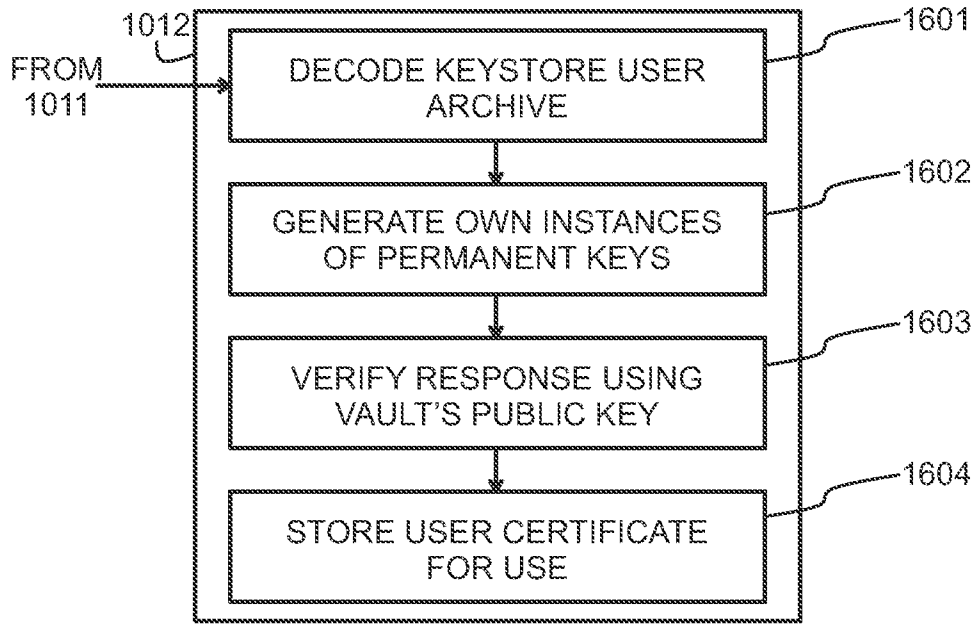 1012
1601
FROM
1011
DECODE KEYSTORE USER
ARCHIVE
1602
GENERATE OWN INSTANCES
OF PERMANENT KEYS
1603
VERIFY RESPONSE USING
VAULT'S PUBLIC KEY
1604
STORE USER CERTIFICATE
FOR USE